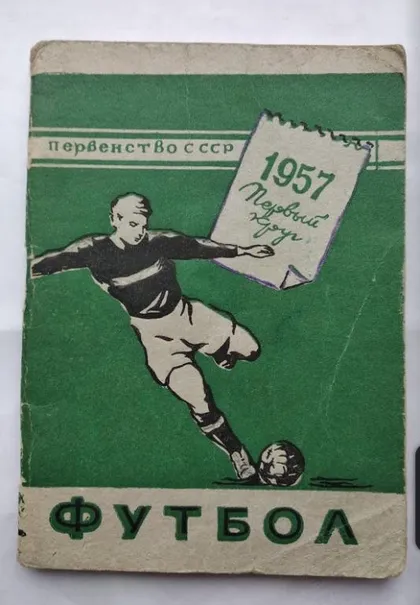 первенство СССР
1957
Первый
круг
ФУТБОЛ